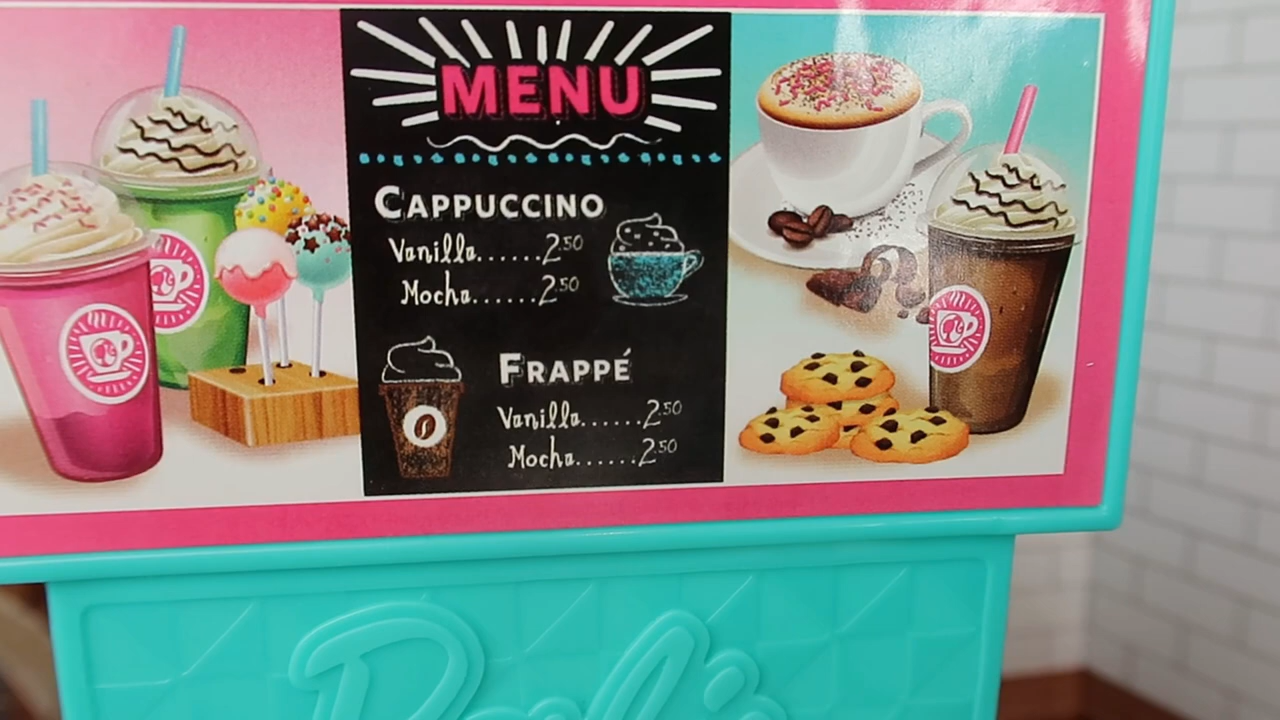 MENU
CAPPUCCINO
Vanilla......2.50
Mocha......2.50
FRAPPÉ
Vanilla......2.50
Mocha......2.50